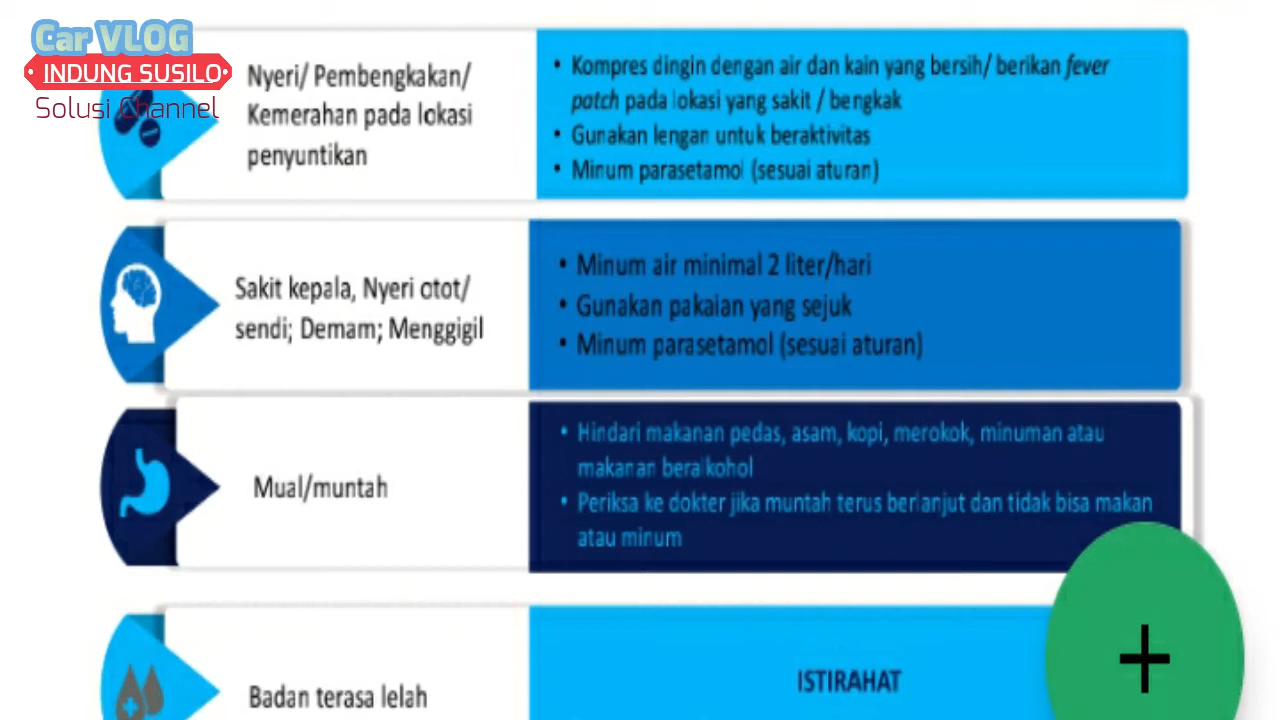 Car VLOG
INDUNG SUSILO
Solusi Channel
Nyeri/ Pembengkakan/
Kemerahan pada lokasi
penyuntikan
• Kompres dingin dengan air dan kain yang bersih/ berikan fever
patch pada lokasi yang sakit / bengkak
• Gunakan lengan untuk beraktivitas
• Minum parasetamol (sesuai aturan)
Sakit kepala, Nyeri otot/
sendi; Demam; Menggigil
• Minum air minimal 2 liter/hari
• Gunakan pakaian yang sejuk
• Minum parasetamol (sesuai aturan)
Mual/muntah
• Hindari makanan pedas, asam, kopi, merokok, minuman atau
makanan beralkohol
• Periksa ke dokter jika muntah terus berlanjut dan tidak bisa makan
atau minum
Badan terasa lelah
ISTIRAHAT
+